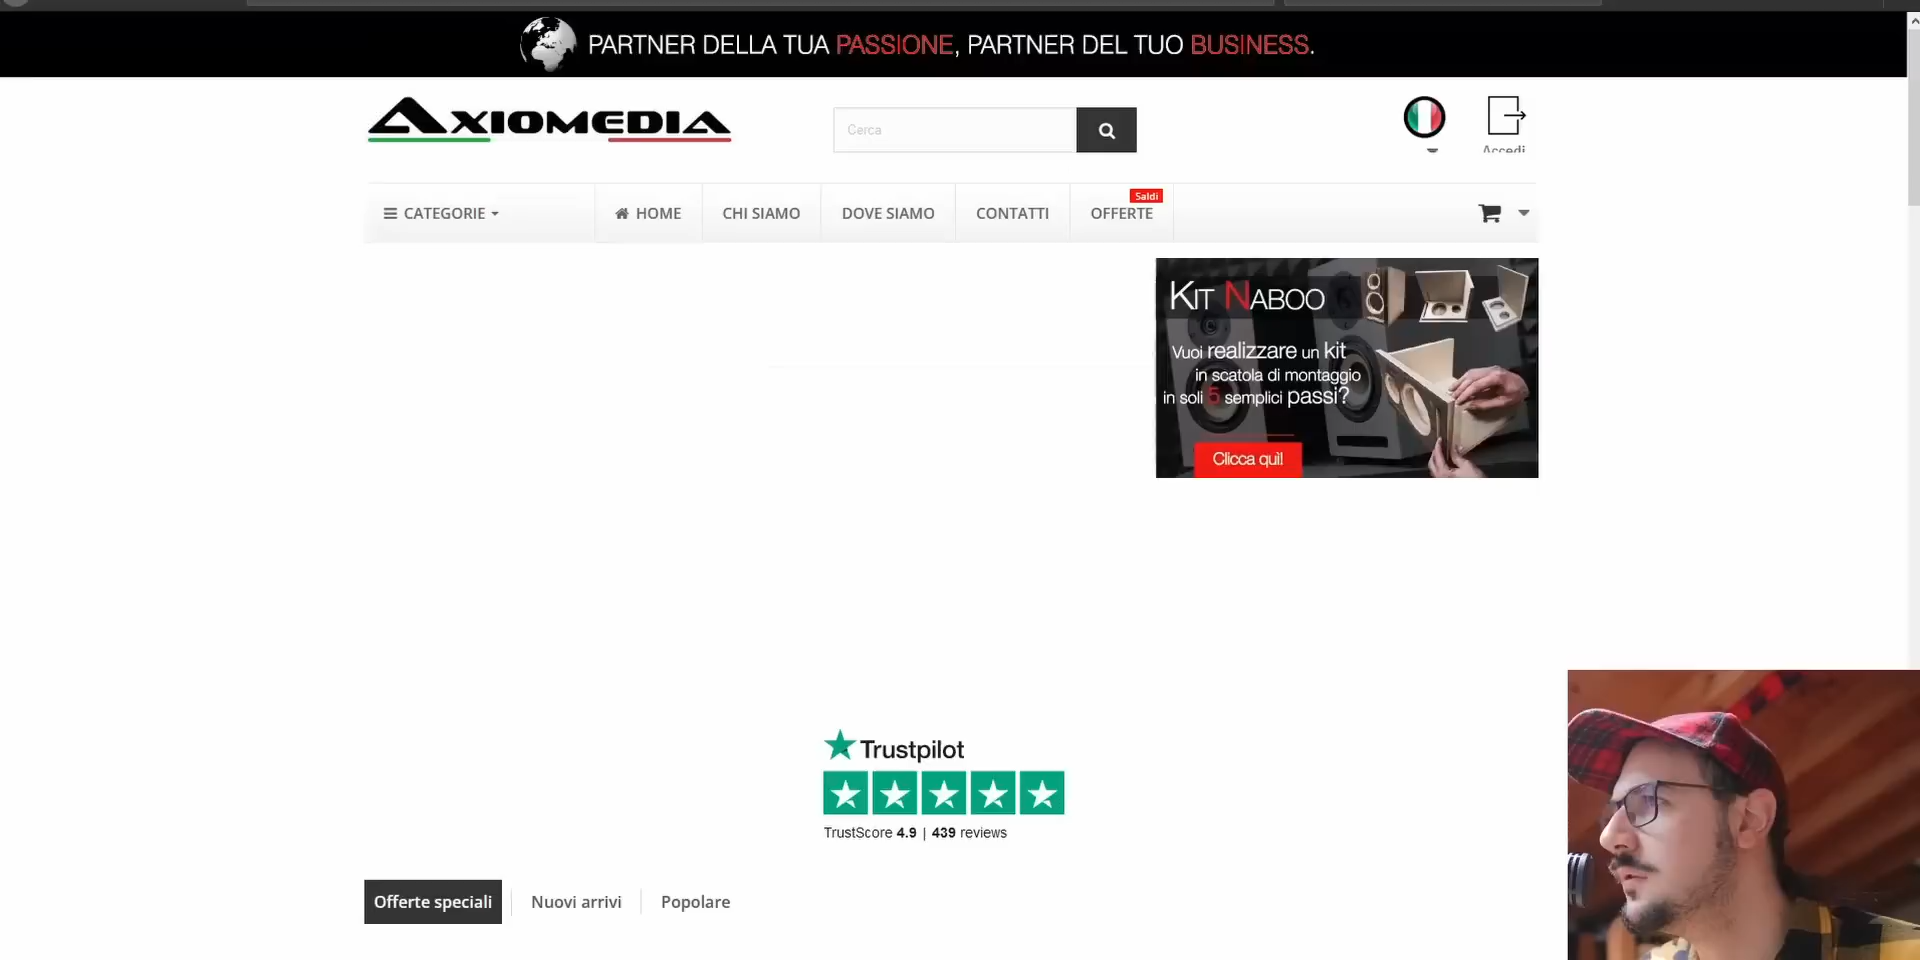 PARTNER DELLA TUA PASSIONE, PARTNER DEL TUO BUSINESS.
AXIOMEDIA
Cerca
Accedi
CATEGORIE
HOME
CHI SIAMO
DOVE SIAMO
CONTATTI
OFFERTE
Saldi
KIT NABOO
Vuoi realizzare un kit
in scatola di montaggio
in soli 5 semplici passi?
Clicca qui!
Trustpilot
TrustScore 4.9 | 439 reviews
Offerte speciali
Nuovi arrivi
Popolare